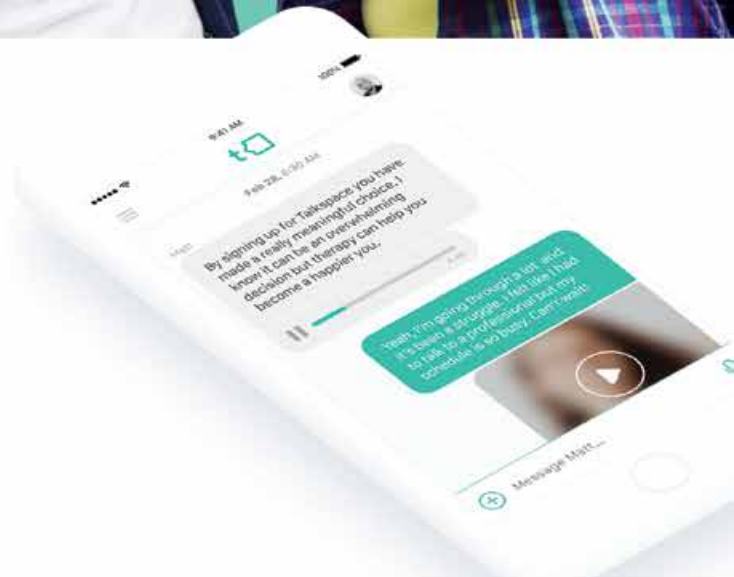 100%
9:41 AM
Feb 28, 6:30 AM
Matt
By signing up for Talkspace you have
made a really meaningful choice. I
know it can be an overwhelming
decision but therapy can help you
become a happier you.
Yeah, I'm going through a lot, and
it's been a struggle. I felt like I had
to talk to a professional but my
schedule is so busy. Can't wait!
Message Matt...